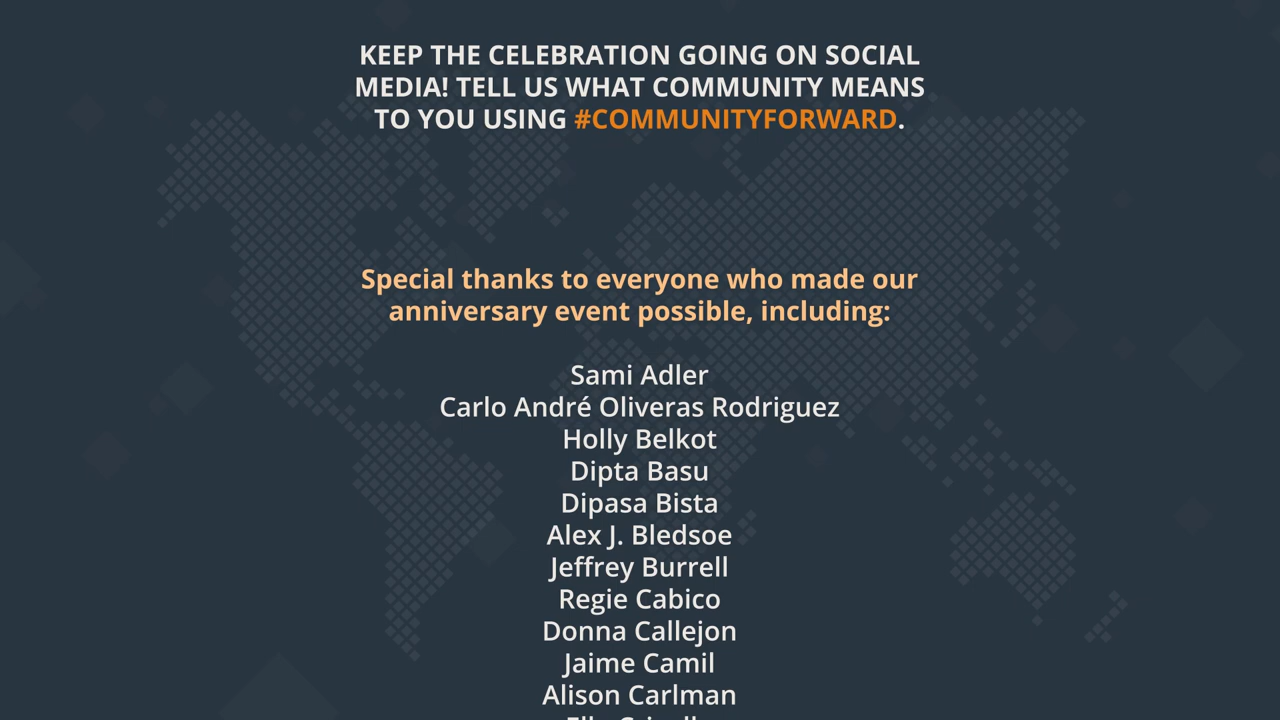 KEEP THE CELEBRATION GOING ON SOCIAL
MEDIA! TELL US WHAT COMMUNITY MEANS
TO YOU USING #COMMUNITYFORWARD.
Special thanks to everyone who made our
anniversary event possible, including:
Sami Adler
Carlo André Oliveras Rodriguez
Holly Belkot
Dipta Basu
Dipasa Bista
Alex J. Bledsoe
Jeffrey Burrell
Regie Cabico
Donna Callejon
Jaime Camil
Alison Carlman